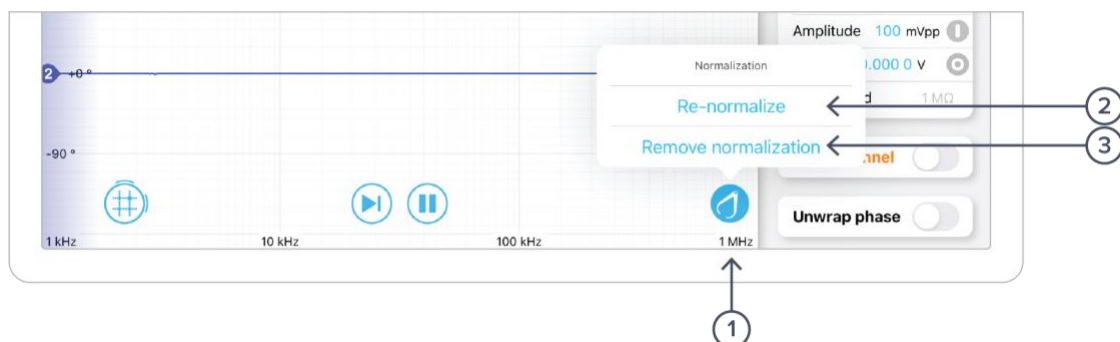 Amplitude 100 mVpp
Normalization
.000 0 V
2 +0 °
Re-normalize
d 1 MΩ
2
-90 °
Remove normalization
nnel
3
Unwrap phase
1 kHz
10 kHz
100 kHz
1 MHz
1